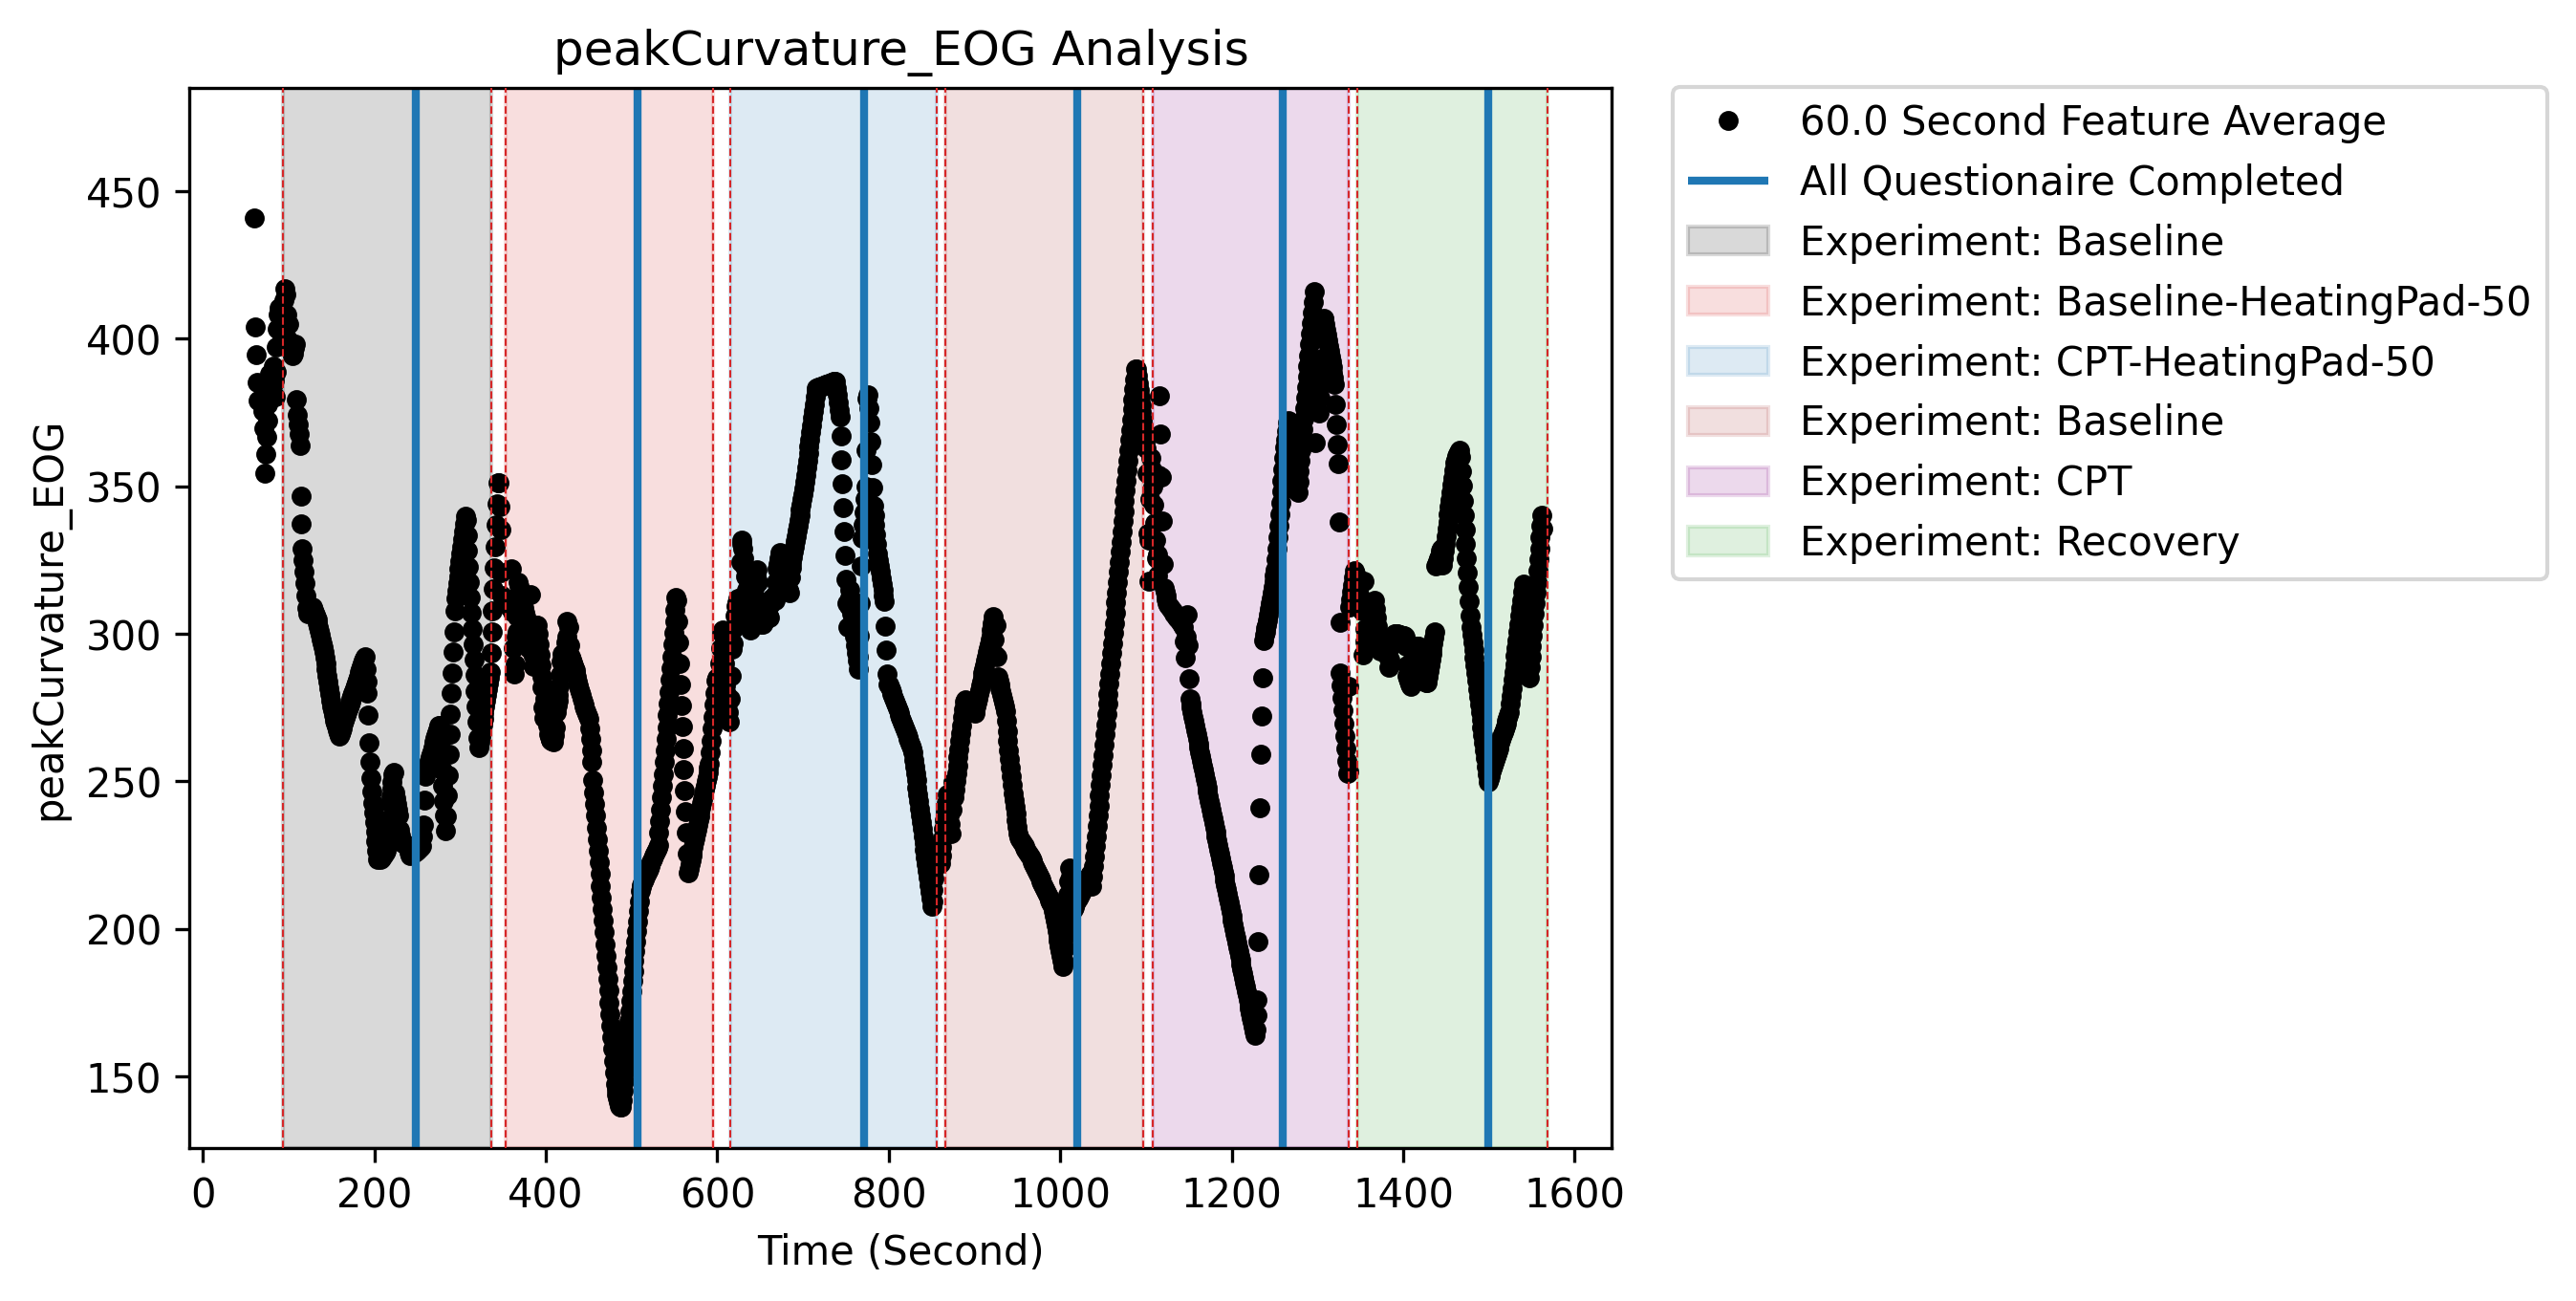 peakCurvature_EOG Analysis
450
400
350
300
250
200
150
peakCurvature_EOG
0 200 400 600 800 1000 1200 1400 1600
Time (Second)
60.0 Second Feature Average
All Questionaire Completed
Experiment: Baseline
Experiment: Baseline-HeatingPad-50
Experiment: CPT-HeatingPad-50
Experiment: Baseline
Experiment: CPT
Experiment: Recovery